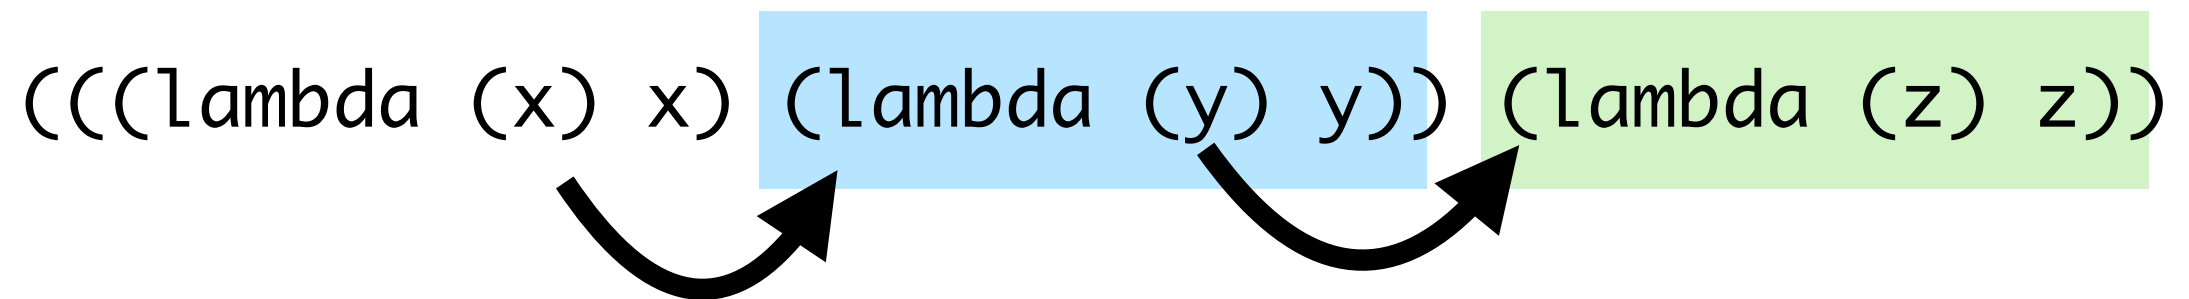 (((lambda (x) x) (lambda (y) y)) (lambda (z) z))